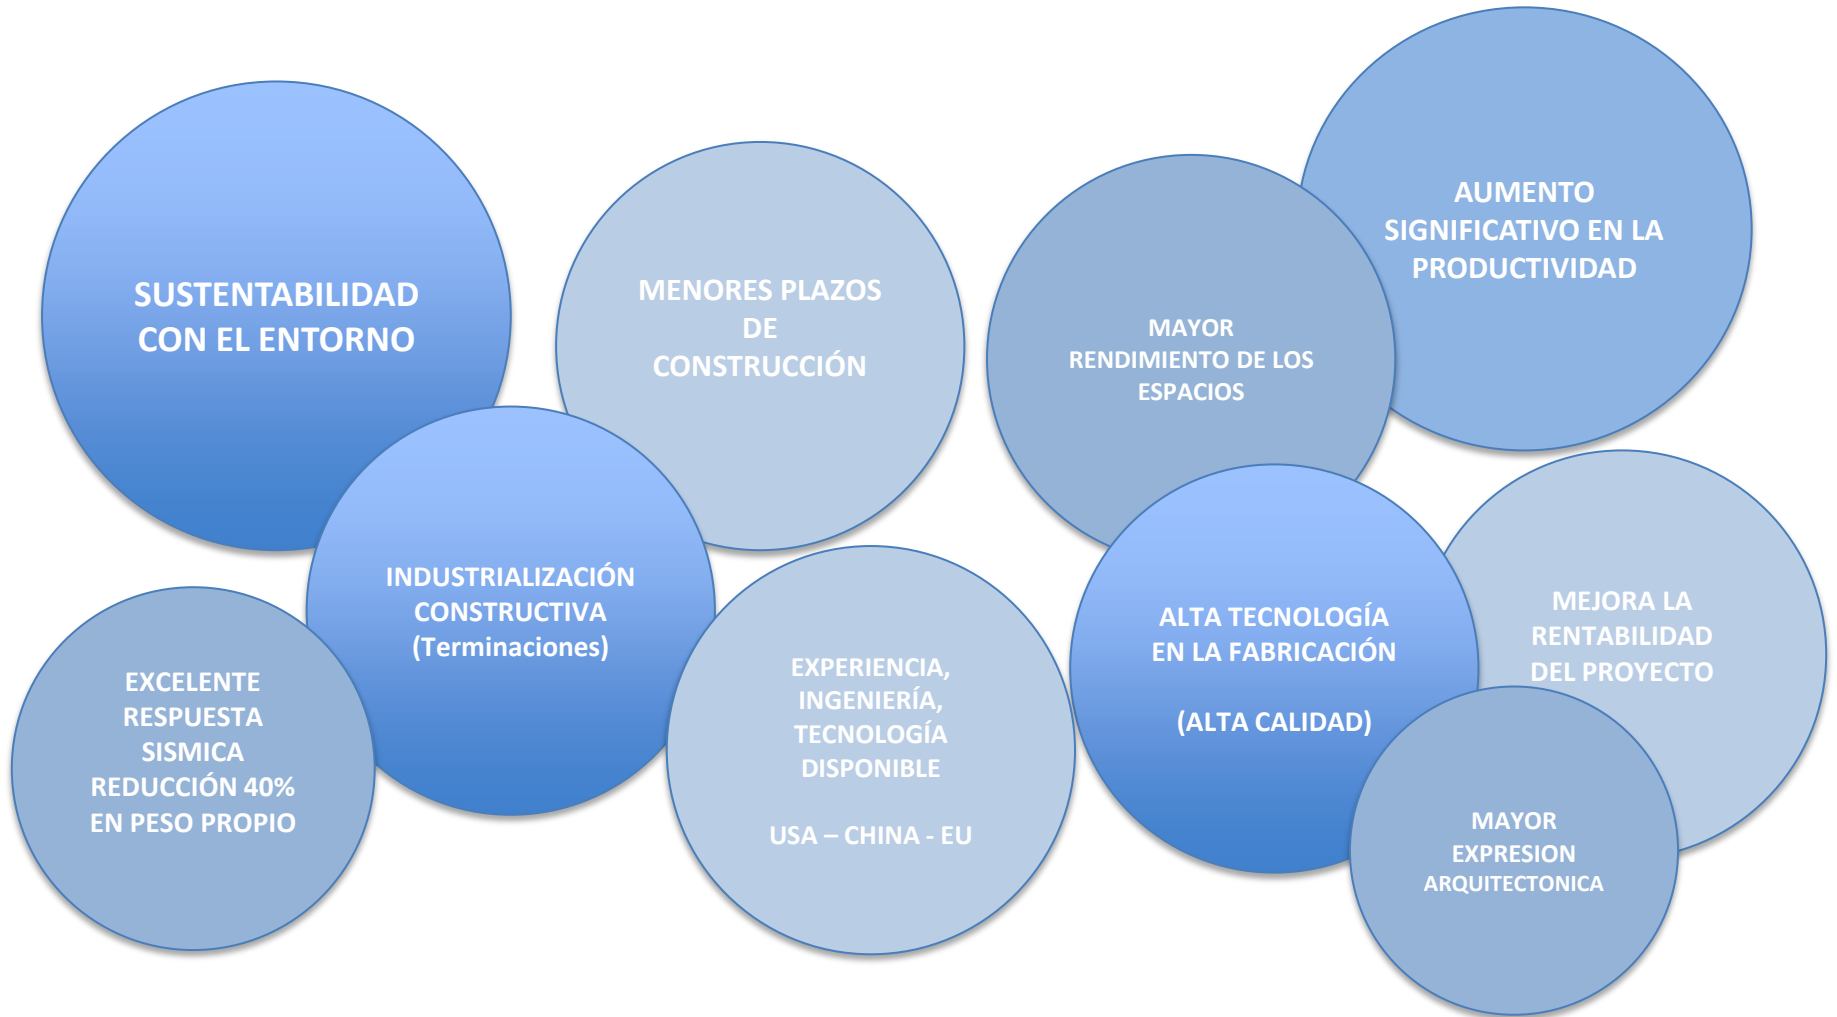 SUSTENTABILIDAD
CON EL ENTORNO
MENORES PLAZOS
DE
CONSTRUCCIÓN
MAYOR
RENDIMIENTO DE LOS
ESPACIOS
AUMENTO
SIGNIFICATIVO EN LA
PRODUCTIVIDAD
EXCELENTE
RESPUESTA
SISMICA
REDUCCIÓN 40%
EN PESO PROPIO
INDUSTRIALIZACIÓN
CONSTRUCTIVA
(Terminaciones)
EXPERIENCIA,
INGENIERÍA,
TECNOLOGÍA
DISPONIBLE
USA – CHINA - EU
ALTA TECNOLOGÍA
EN LA FABRICACIÓN
(ALTA CALIDAD)
MEJORA LA
RENTABILIDAD
DEL PROYECTO
MAYOR
EXPRESION
ARQUITECTONICA